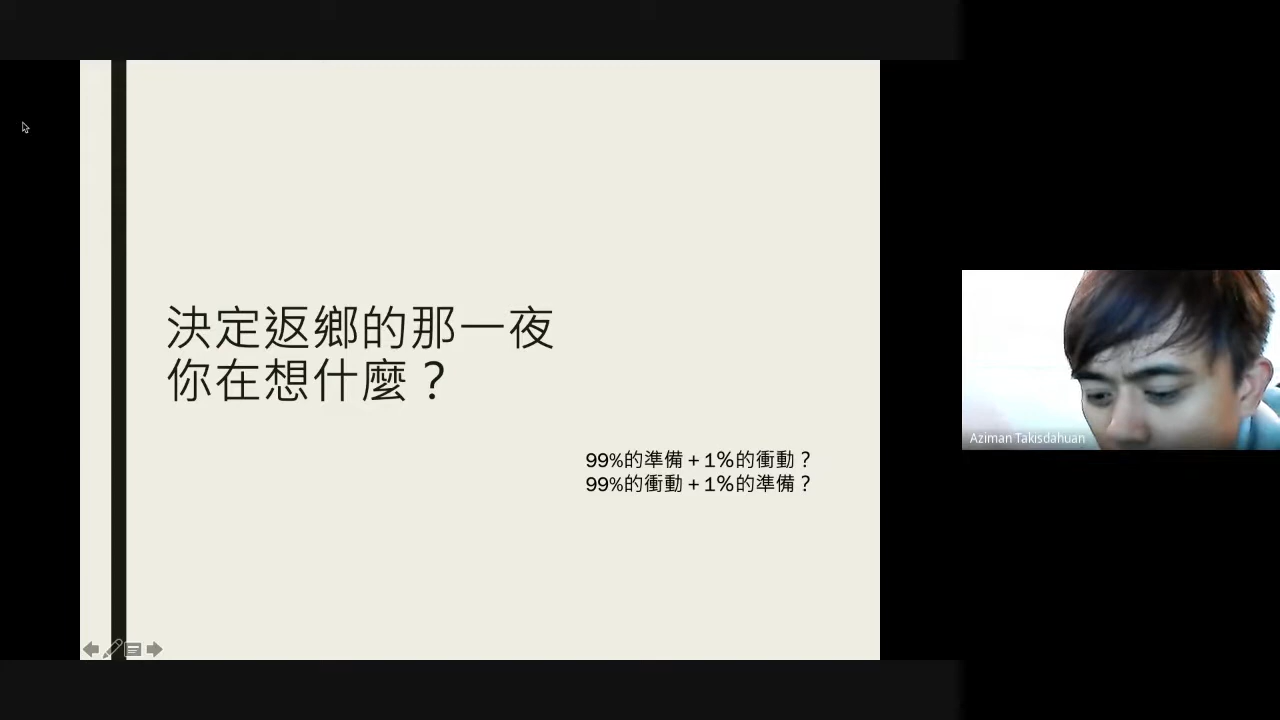 決定返鄉的那一夜
你在想什麼？
99%的準備+1%的衝動？
99%的衝動+1%的準備？
Aziman Takisdahuan